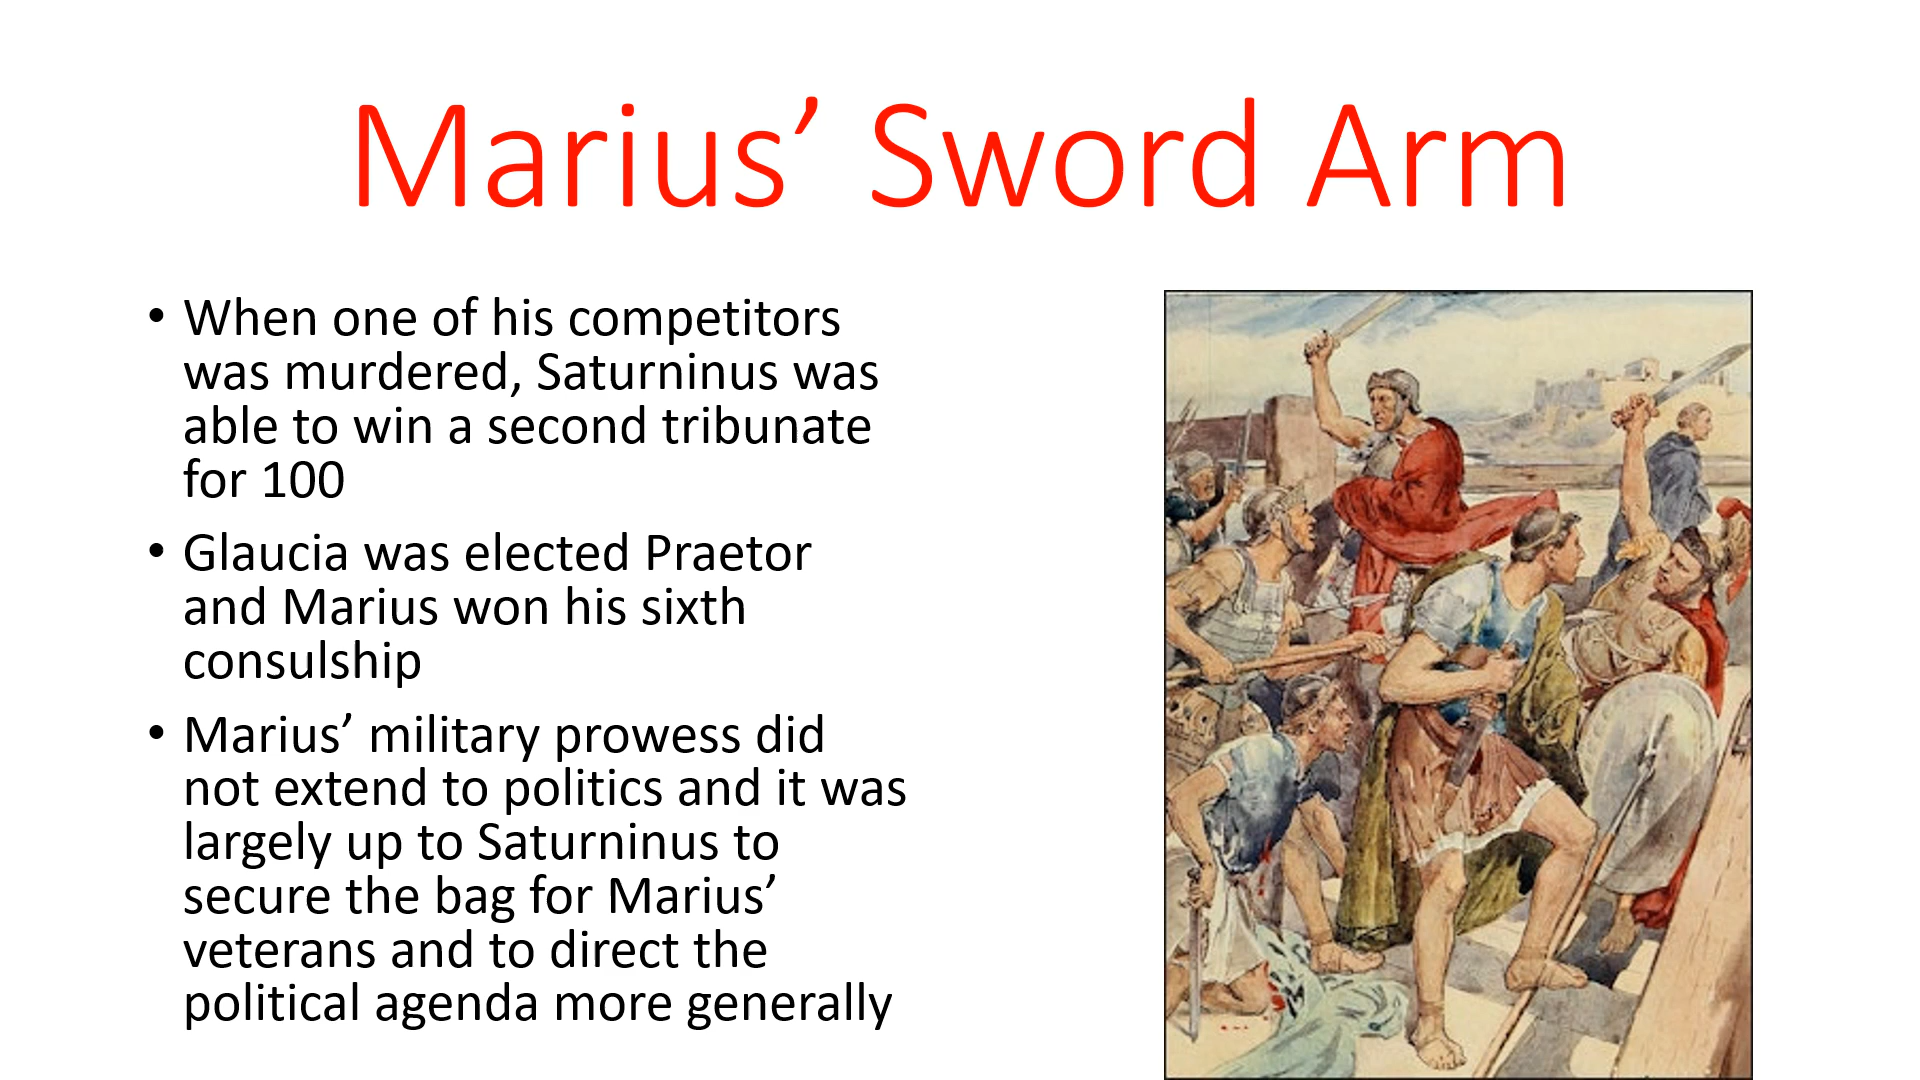 Marius’ Sword Arm
• When one of his competitors
was murdered, Saturninus was
able to win a second tribunate
for 100
• Glaucia was elected Praetor
and Marius won his sixth
consulship
• Marius’ military prowess did
not extend to politics and it was
largely up to Saturninus to
secure the bag for Marius’
veterans and to direct the
political agenda more generally